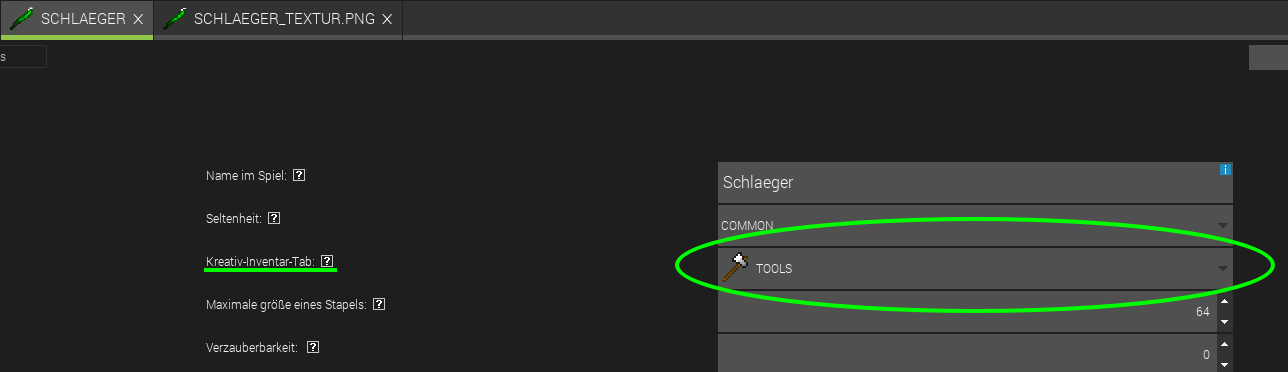 SCHLAEGER X SCHLAEGER_TEXTUR.PNG X
s
Name im Spiel: ? Schlaeger i
Seltenheit: ? COMMON
Kreativ-Inventar-Tab: ? TOOLS
Maximale größe eines Stapels: ? 64
Verzauberbarkeit: ? 0